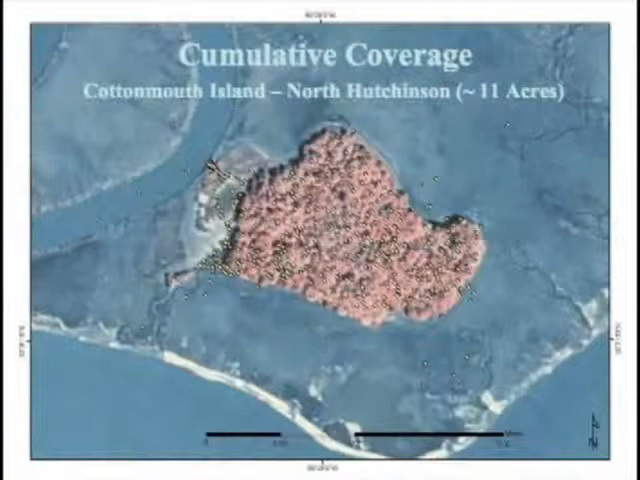 Cumulative Coverage
Cottonmouth Island – North Hutchinson (~ 11 Acres)